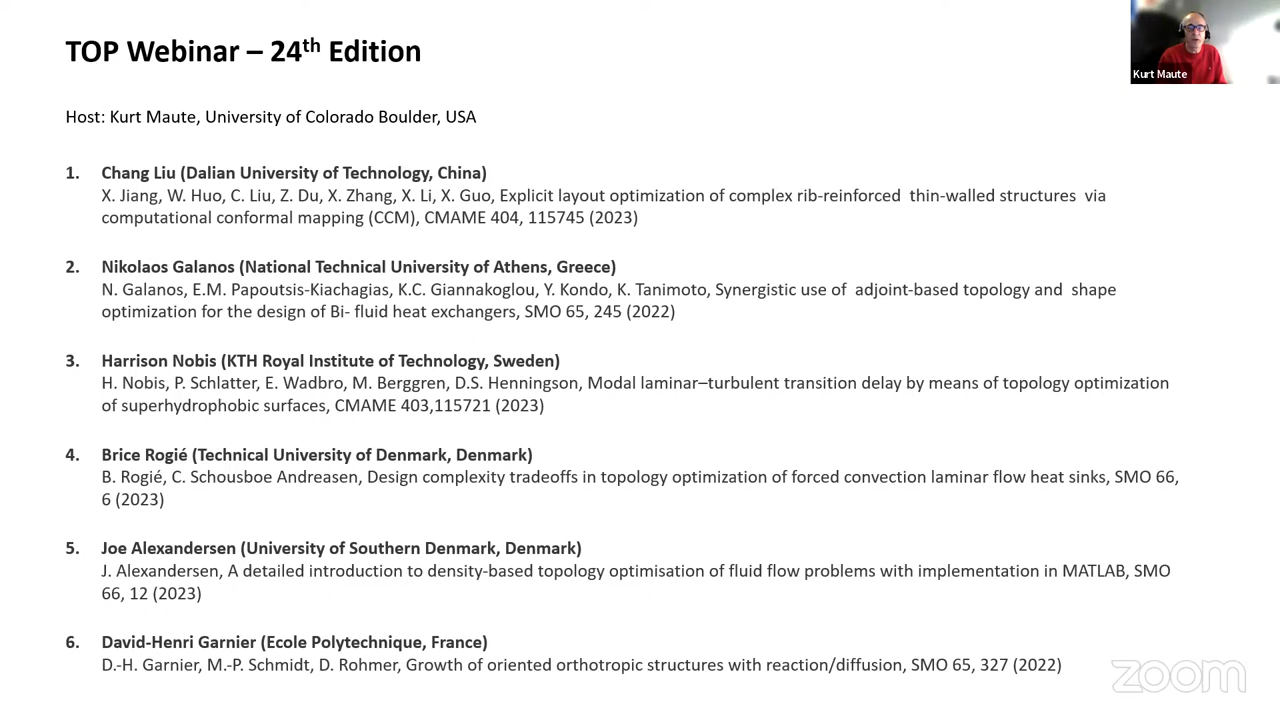 TOP Webinar – 24th Edition
Kurt Maute
Host: Kurt Maute, University of Colorado Boulder, USA
1. Chang Liu (Dalian University of Technology, China)
X. Jiang, W. Huo, C. Liu, Z. Du, X. Zhang, X. Li, X. Guo, Explicit layout optimization of complex rib-reinforced thin-walled structures via
computational conformal mapping (CCM), CMAME 404, 115745 (2023)
2. Nikolaos Galanos (National Technical University of Athens, Greece)
N. Galanos, E.M. Papoutsis-Kiachagias, K.C. Giannakoglou, Y. Kondo, K. Tanimoto, Synergistic use of adjoint-based topology and shape
optimization for the design of Bi- fluid heat exchangers, SMO 65, 245 (2022)
3. Harrison Nobis (KTH Royal Institute of Technology, Sweden)
H. Nobis, P. Schlatter, E. Wadbro, M. Berggren, D.S. Henningson, Modal laminar–turbulent transition delay by means of topology optimization
of superhydrophobic surfaces, CMAME 403,115721 (2023)
4. Brice Rogié (Technical University of Denmark, Denmark)
B. Rogié, C. Schousboe Andreasen, Design complexity tradeoffs in topology optimization of forced convection laminar flow heat sinks, SMO 66,
6 (2023)
5. Joe Alexandersen (University of Southern Denmark, Denmark)
J. Alexandersen, A detailed introduction to density-based topology optimisation of fluid flow problems with implementation in MATLAB, SMO
66, 12 (2023)
6. David-Henri Garnier (Ecole Polytechnique, France)
D.-H. Garnier, M.-P. Schmidt, D. Rohmer, Growth of oriented orthotropic structures with reaction/diffusion, SMO 65, 327 (2022)
zoom